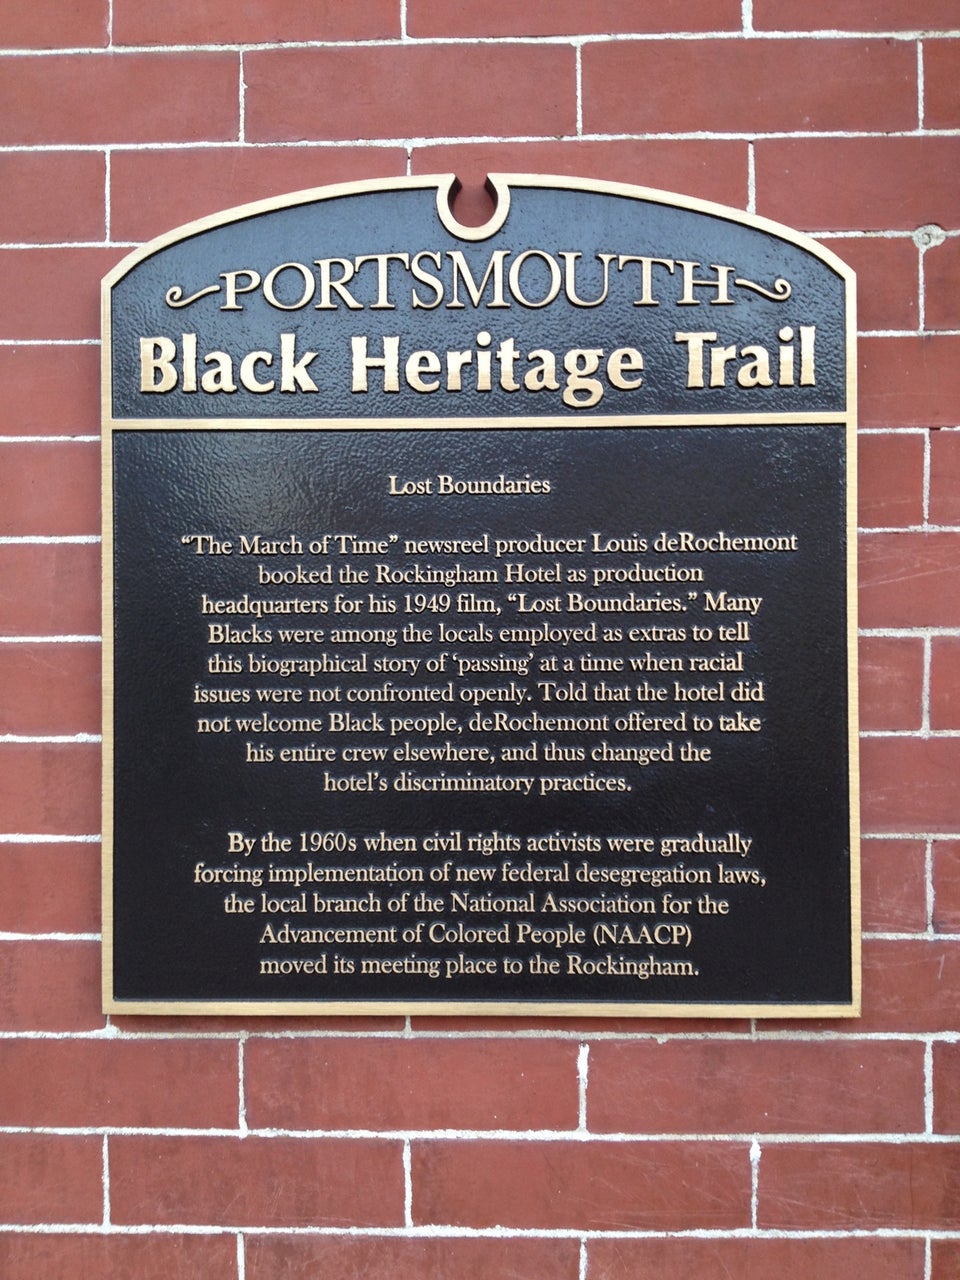 PORTSMOUTH
Black Heritage Trail
Lost Boundaries
“The March of Time” newsreel producer Louis deRochemont
booked the Rockingham Hotel as production
headquarters for his 1949 film, “Lost Boundaries.” Many
Blacks were among the locals employed as extras to tell
this biographical story of ‘passing’ at a time when racial
issues were not confronted openly. Told that the hotel did
not welcome Black people, deRochemont offered to take
his entire crew elsewhere, and thus changed the
hotel’s discriminatory practices.
By the 1960s when civil rights activists were gradually
forcing implementation of new federal desegregation laws,
the local branch of the National Association for the
Advancement of Colored People (NAACP)
moved its meeting place to the Rockingham.